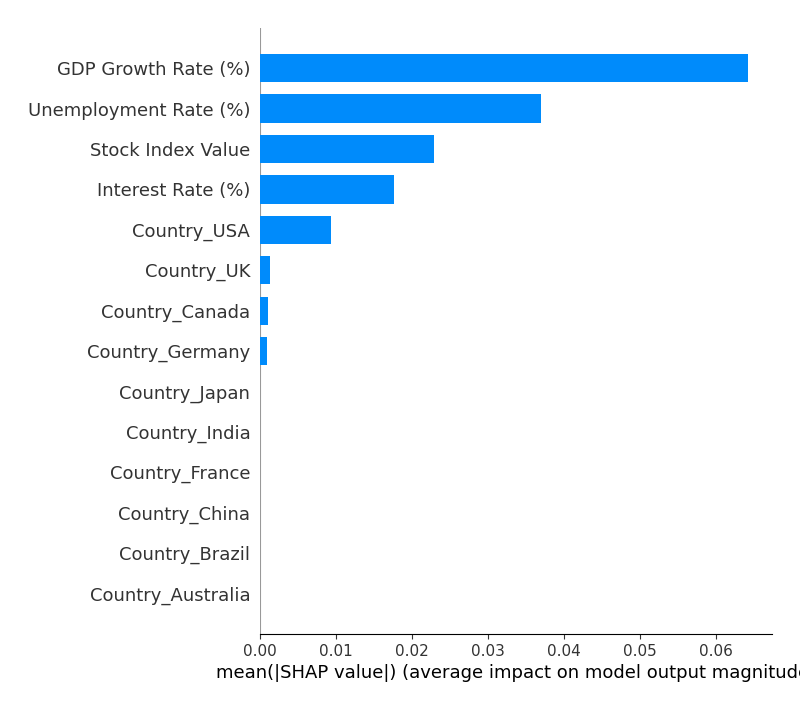 GDP Growth Rate (%)
Unemployment Rate (%)
Stock Index Value
Interest Rate (%)
Country_USA
Country_UK
Country_Canada
Country_Germany
Country_Japan
Country_India
Country_France
Country_China
Country_Brazil
Country_Australia
0.00 0.01 0.02 0.03 0.04 0.05 0.06
mean(|SHAP value|) (average impact on model output magnitude